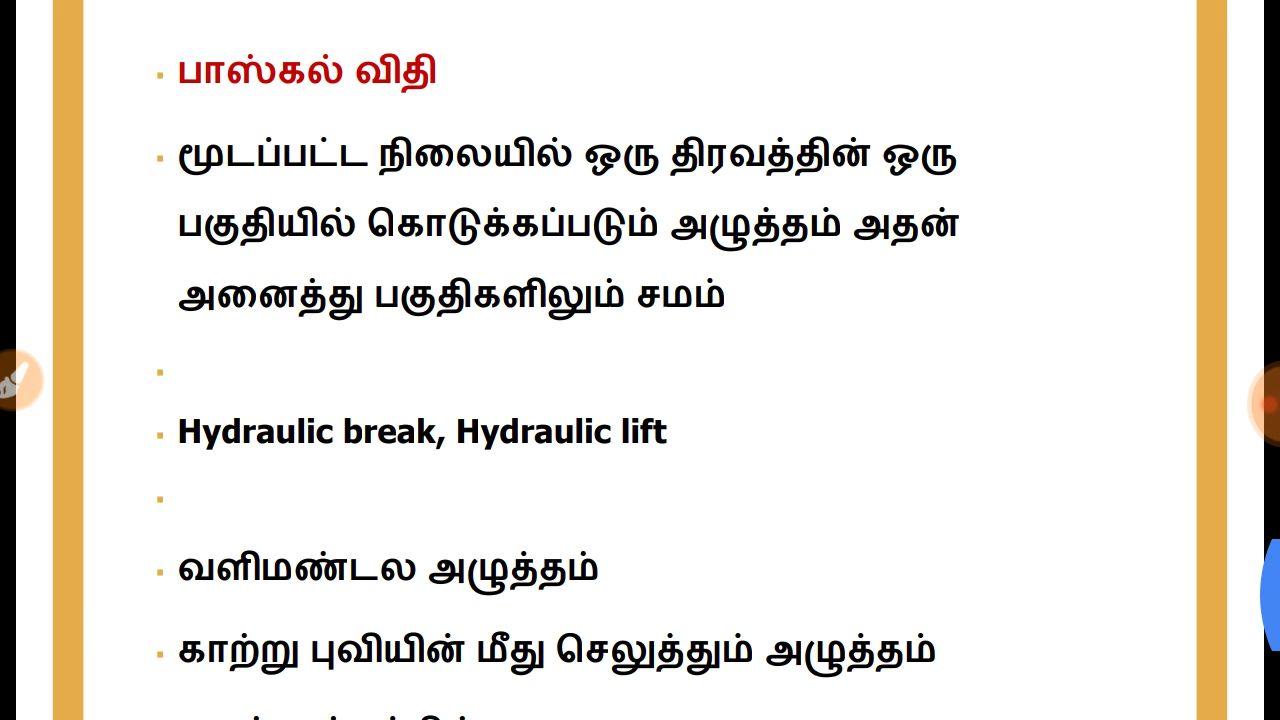 பாஸ்கல் விதி
மூடப்பட்ட நிலையில் ஒரு திரவத்தின் ஒரு
பகுதியில் கொடுக்கப்படும் அழுத்தம் அதன்
அனைத்து பகுதிகளிலும் சமம்
Hydraulic break, Hydraulic lift
வளிமண்டல அழுத்தம்
காற்று புவியின் மீது செலுத்தும் அழுத்தம்